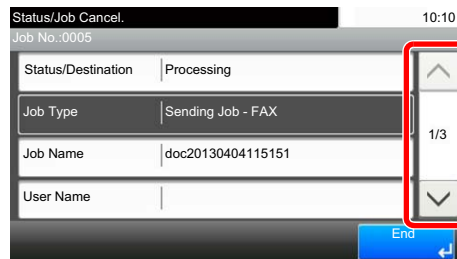 Status/Job Cancel. 10:10
Job No.:0005
Status/Destination Processing
Job Type Sending Job - FAX
1/3
Job Name doc20130404115151
User Name
End